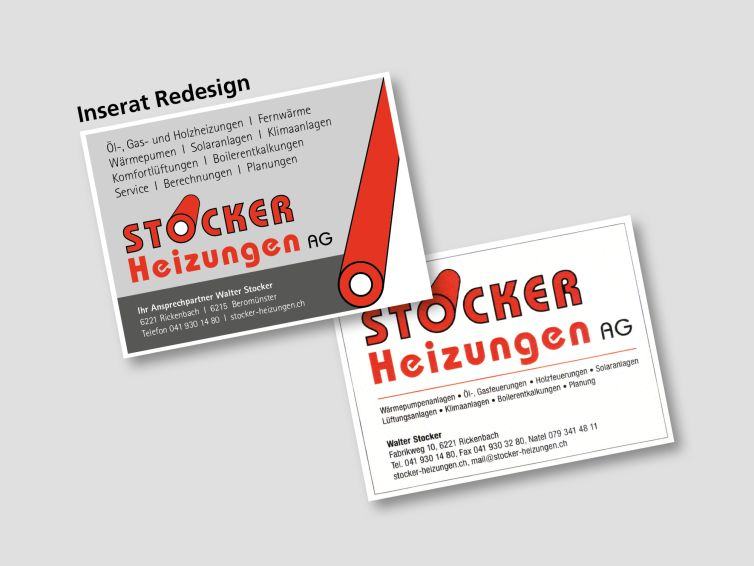 Inserat Redesign
Öl-, Gas- und Holzheizungen | Fernwärme
Wärmepumen | Solaranlagen | Klimaanlagen
Komfortlüftungen | Boilerentkalkungen
Service | Berechnungen | Planungen
STOCKER
Heizungen AG
Ihr Ansprechpartner Walter Stocker
6221 Rickenbach | 6215 Beromünster
Telefon 041 930 14 80 | stocker-heizungen.ch
STOCKER
Heizungen AG
Wärmepumpenanlagen • Öl-, Gasfeuerungen • Holzfeuerungen • Solaranlagen
Lüftungsanlagen • Klimaanlagen • Boilerentkalkungen • Planung
Walter Stocker
Fabrikweg 10, 6221 Rickenbach
Tel. 041 930 14 80, Fax 041 930 32 80, Natel 079 341 48 11
stocker-heizungen.ch, mail@stocker-heizungen.ch